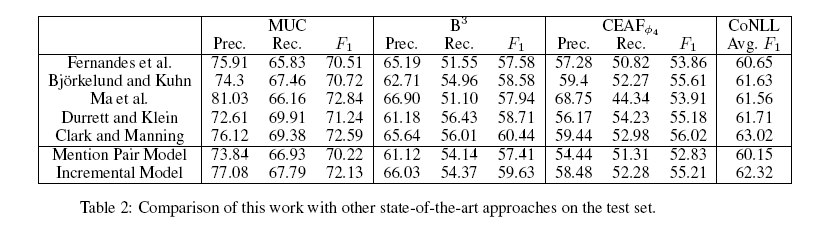 MUC B³ CEAFϕ₄ CoNLL
Prec. Rec. F₁ Prec. Rec. F₁ Prec. Rec. F₁ Avg. F₁
Fernandes et al. 75.91 65.83 70.51 65.19 51.55 57.58 57.28 50.82 53.86 60.65
Björkelund and Kuhn 74.3 67.46 70.72 62.71 54.96 58.58 59.4 52.27 55.61 61.63
Ma et al. 81.03 66.16 72.84 66.90 51.10 57.94 68.75 44.34 53.91 61.56
Durrett and Klein 72.61 69.91 71.24 61.18 56.43 58.71 56.17 54.23 55.18 61.71
Clark and Manning 76.12 69.38 72.59 65.64 56.01 60.44 59.44 52.98 56.02 63.02
Mention Pair Model 73.84 66.93 70.22 61.12 54.14 57.41 54.44 51.31 52.83 60.15
Incremental Model 77.08 67.79 72.13 66.03 54.37 59.63 58.48 52.28 55.21 62.32
Table 2: Comparison of this work with other state-of-the-art approaches on the test set.